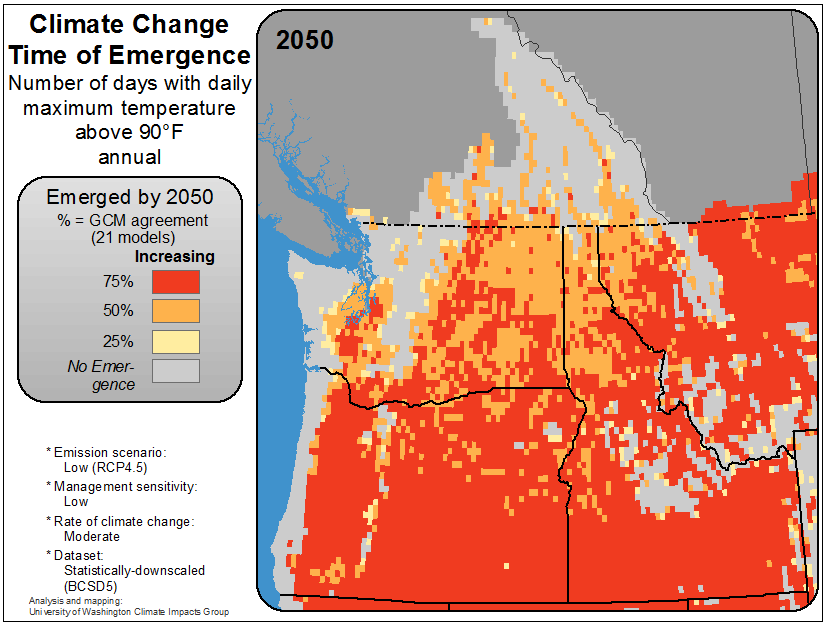 Climate Change
Time of Emergence
Number of days with daily
maximum temperature
above 90°F
annual
2050
Emerged by 2050
% = GCM agreement
(21 models)
Increasing
75%
50%
25%
No Emer-
gence
* Emission scenario:
Low (RCP4.5)
* Management sensitivity:
Low
* Rate of climate change:
Moderate
* Dataset:
Statistically-downscaled
(BCSD5)
Analysis and mapping:
University of Washington Climate Impacts Group